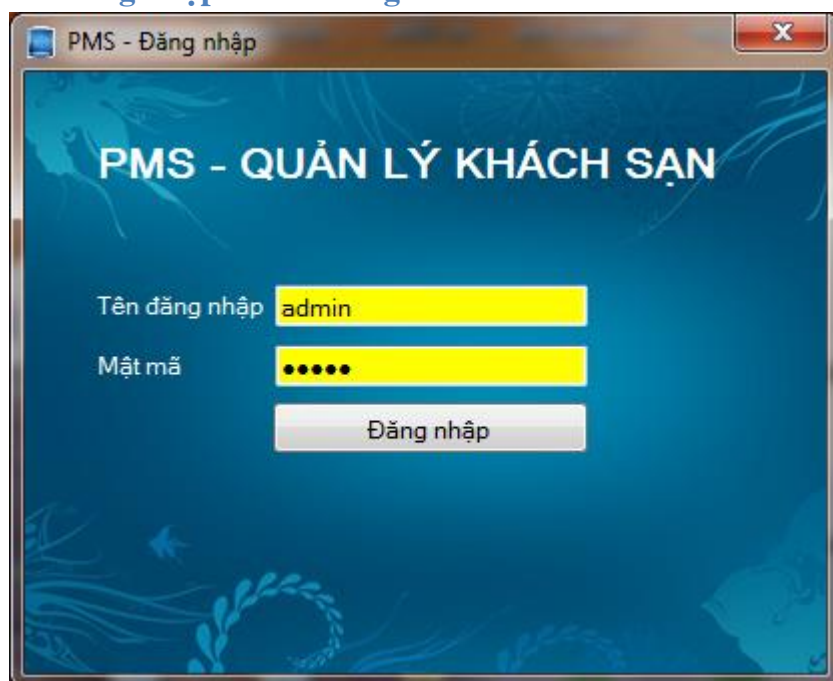 PMS - Đăng nhập
PMS - QUẢN LÝ KHÁCH SẠN
Tên đăng nhập
admin
Mật mã
●●●●●
Đăng nhập